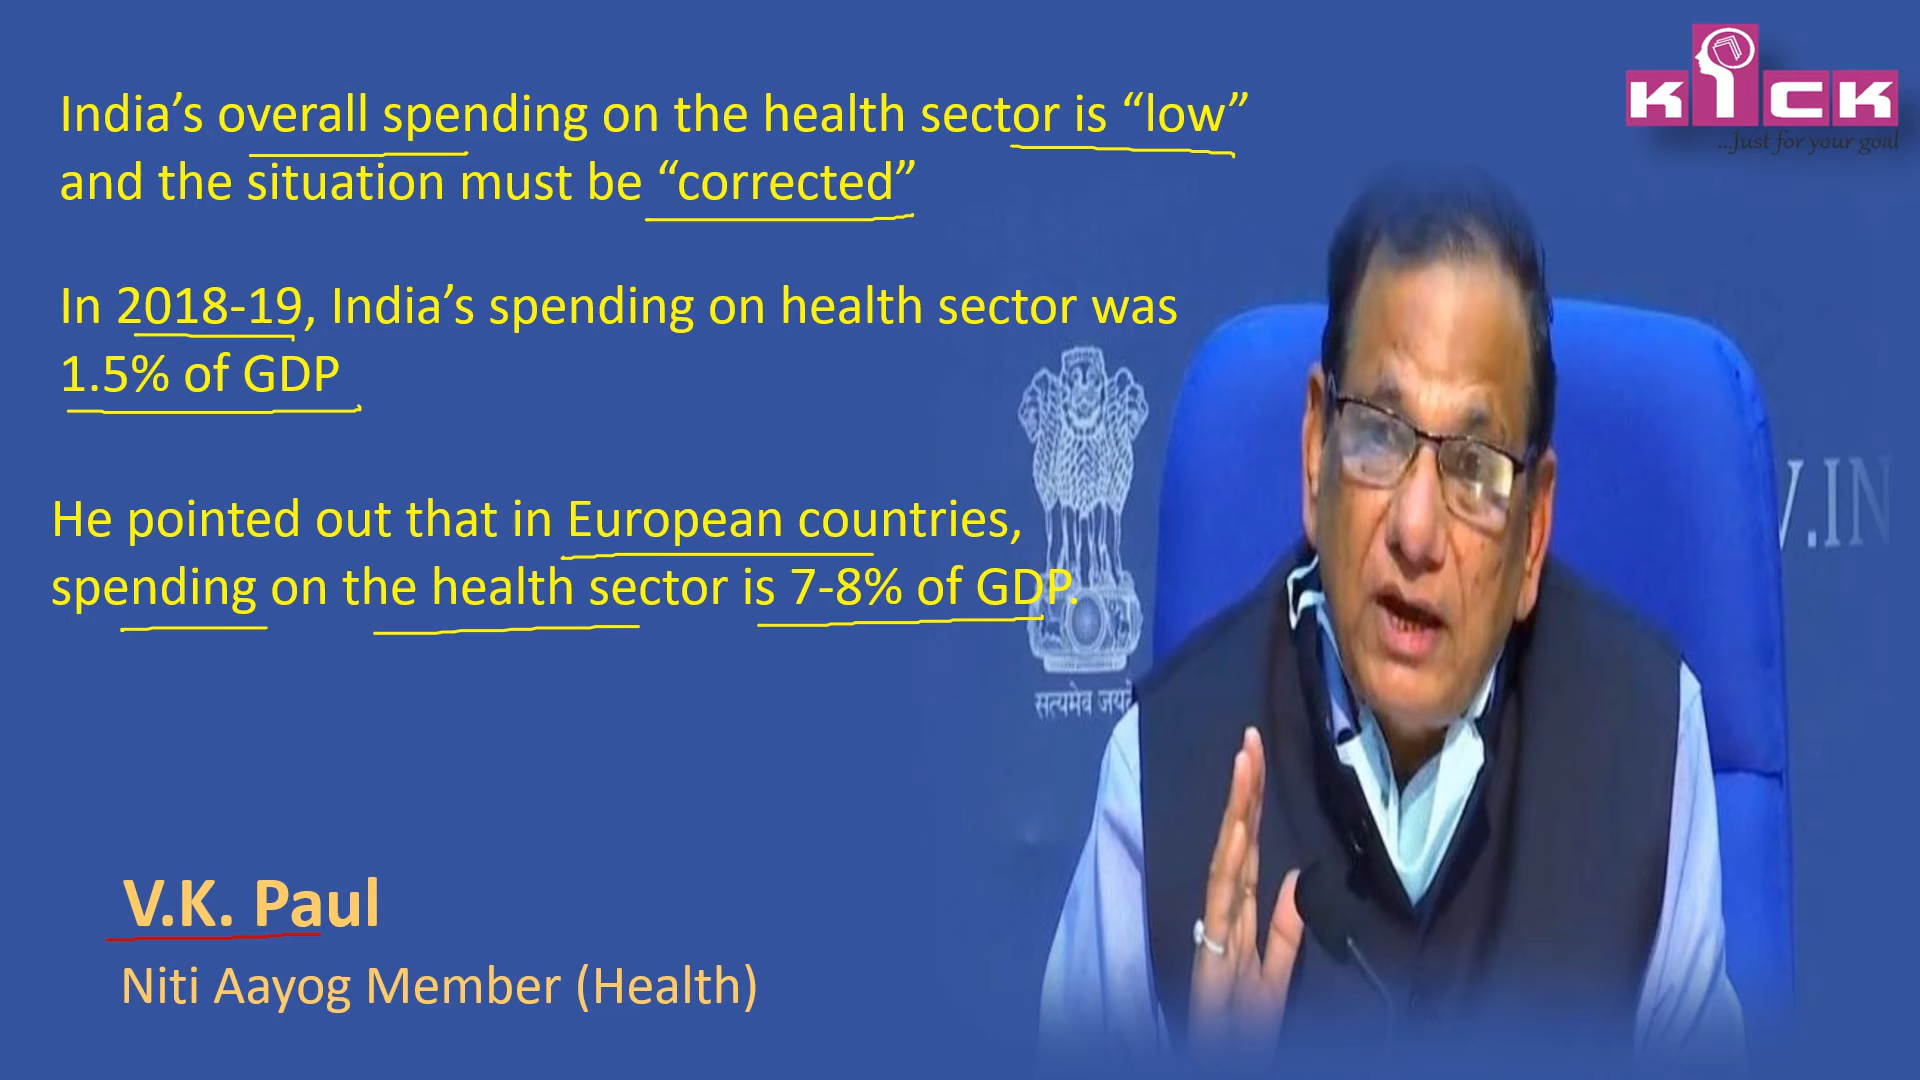 India’s overall spending on the health sector is “low”
and the situation must be “corrected”
In 2018-19, India’s spending on health sector was
1.5% of GDP
He pointed out that in European countries,
spending on the health sector is 7-8% of GDP.
V.K. Paul
Niti Aayog Member (Health)
KICK
...Just for your goal
सत्यमेव जयते
V.IN